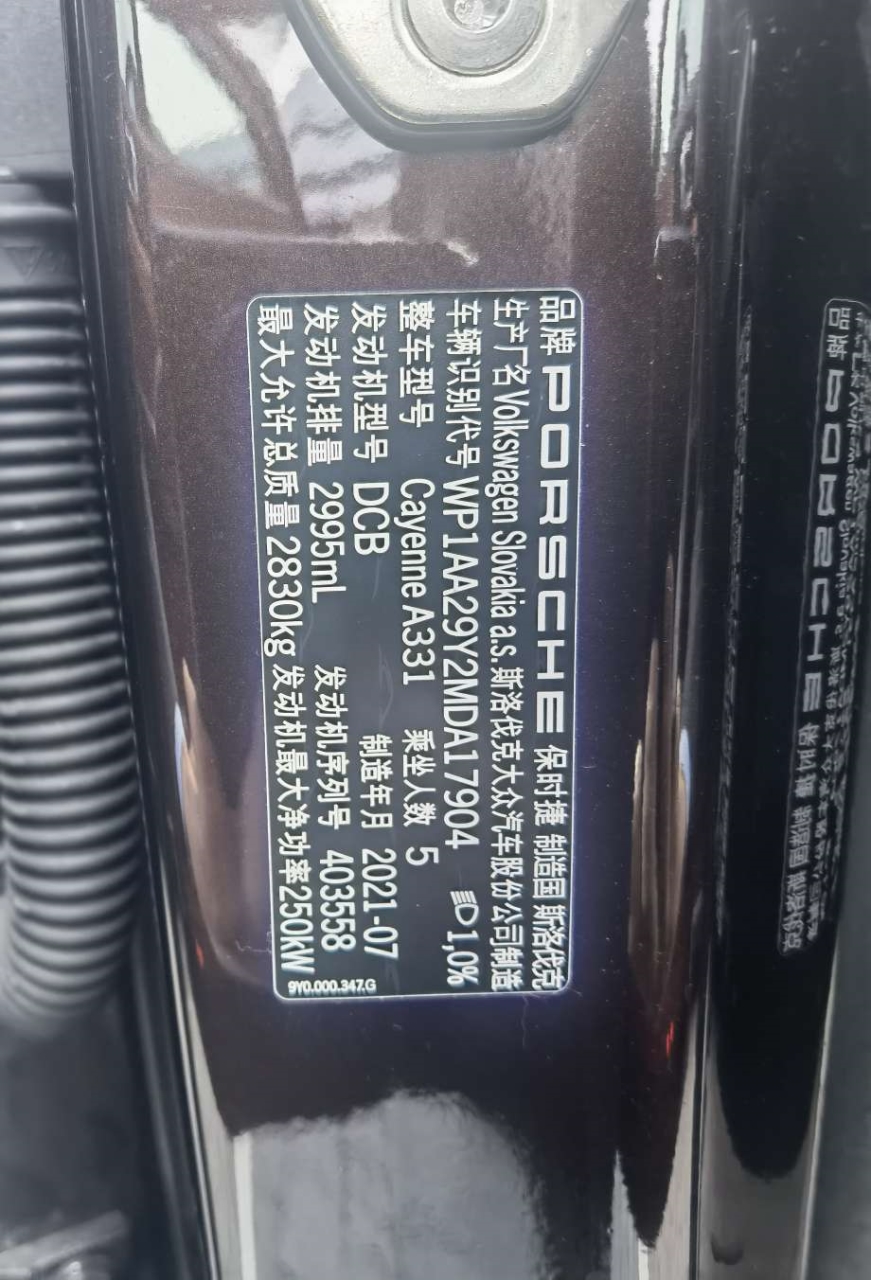 品牌 PORSCHE 保时捷 制造国 斯洛伐克
生产厂名 Volkswagen Slovakia a.s. 斯洛伐克大众汽车股份公司制造
车辆识别代号 WP1AA29Y2MDA17904 1,0%
整车型号 Cayenne A331 乘坐人数 5
发动机型号 DCB 制造年月 2021-07
发动机排量 2995mL 发动机序列号 403558
最大允许总质量 2830kg 发动机最大净功率250kW
9Y0.000.347.G